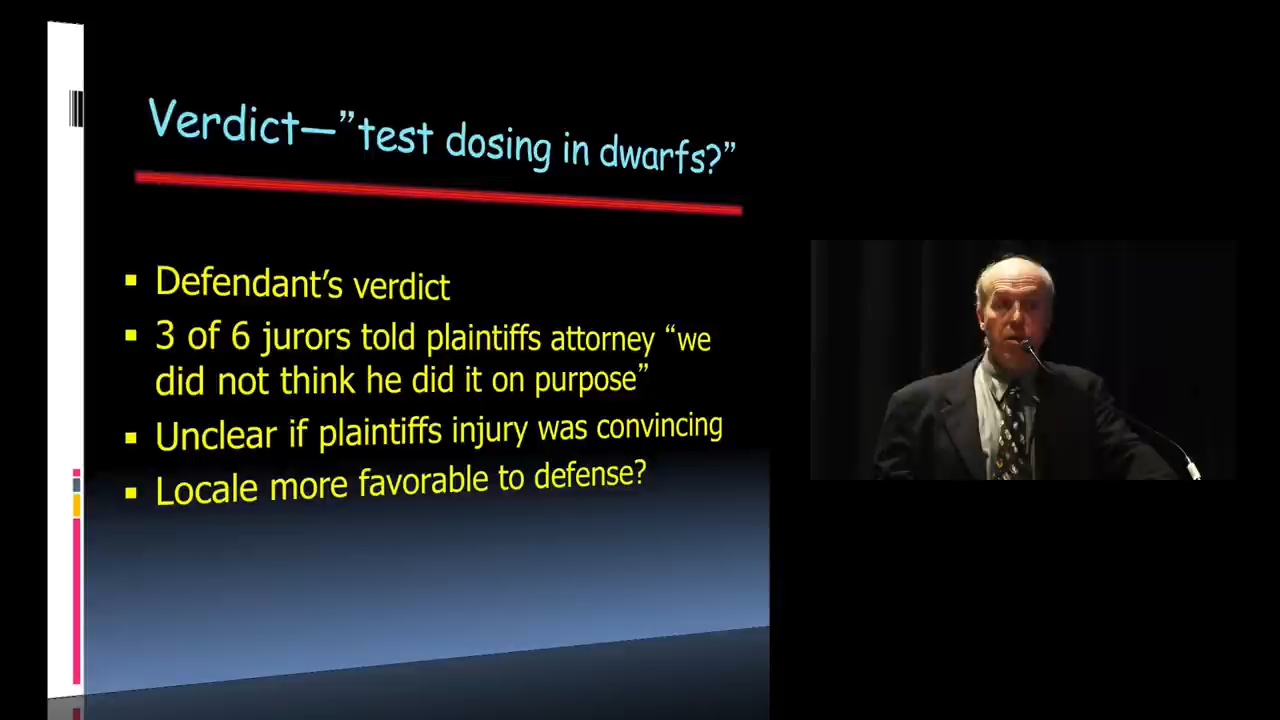 Verdict—”test dosing in dwarfs?”
▪ Defendant’s verdict
▪ 3 of 6 jurors told plaintiffs attorney “we
did not think he did it on purpose”
▪ Unclear if plaintiffs injury was convincing
▪ Locale more favorable to defense?